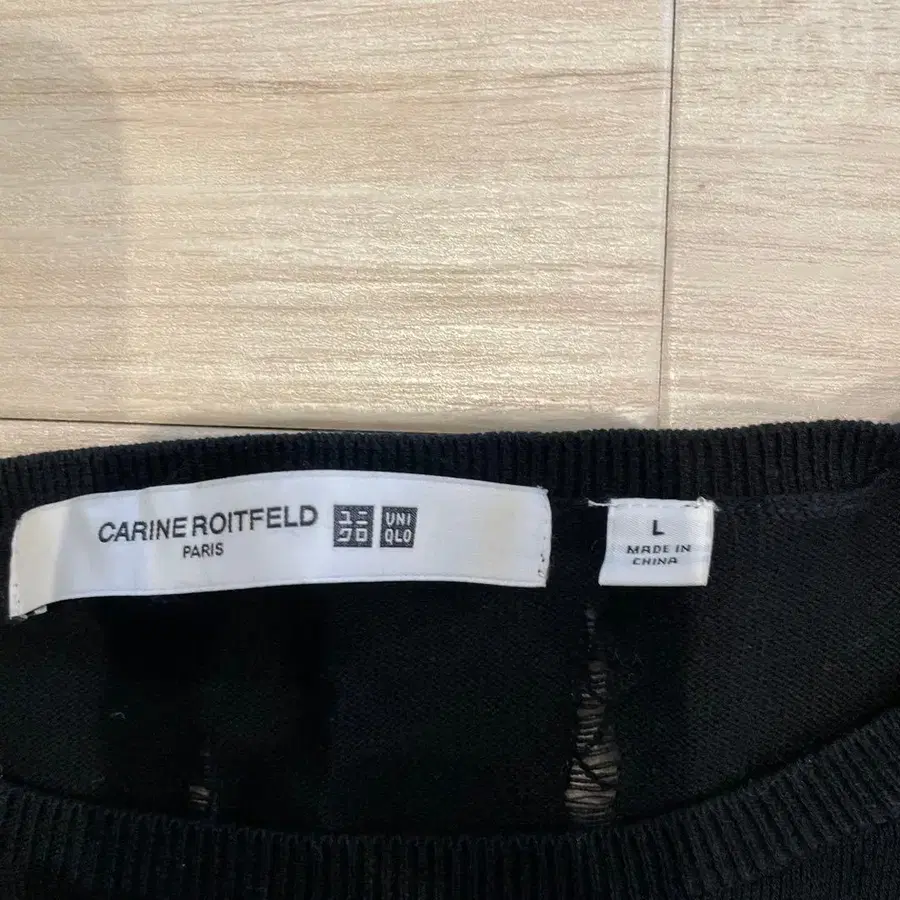 CARINE ROITFELD
PARIS
ユニ
クロ
UNI
QLO
L
MADE IN
CHINA